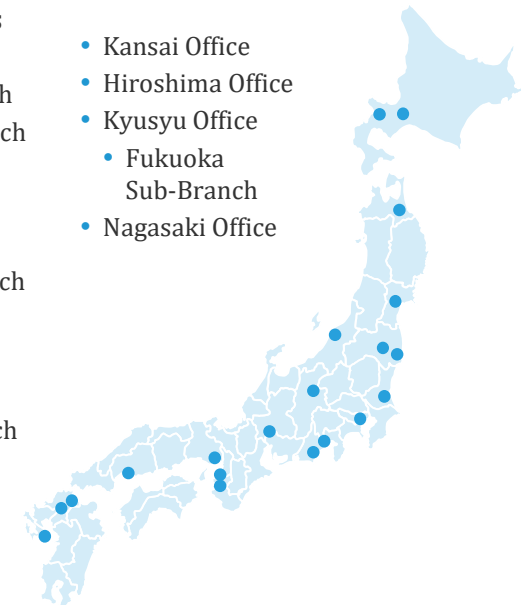 • Kansai Office
• Hiroshima Office
• Kyusyu Office
• Fukuoka
Sub-Branch
• Nagasaki Office